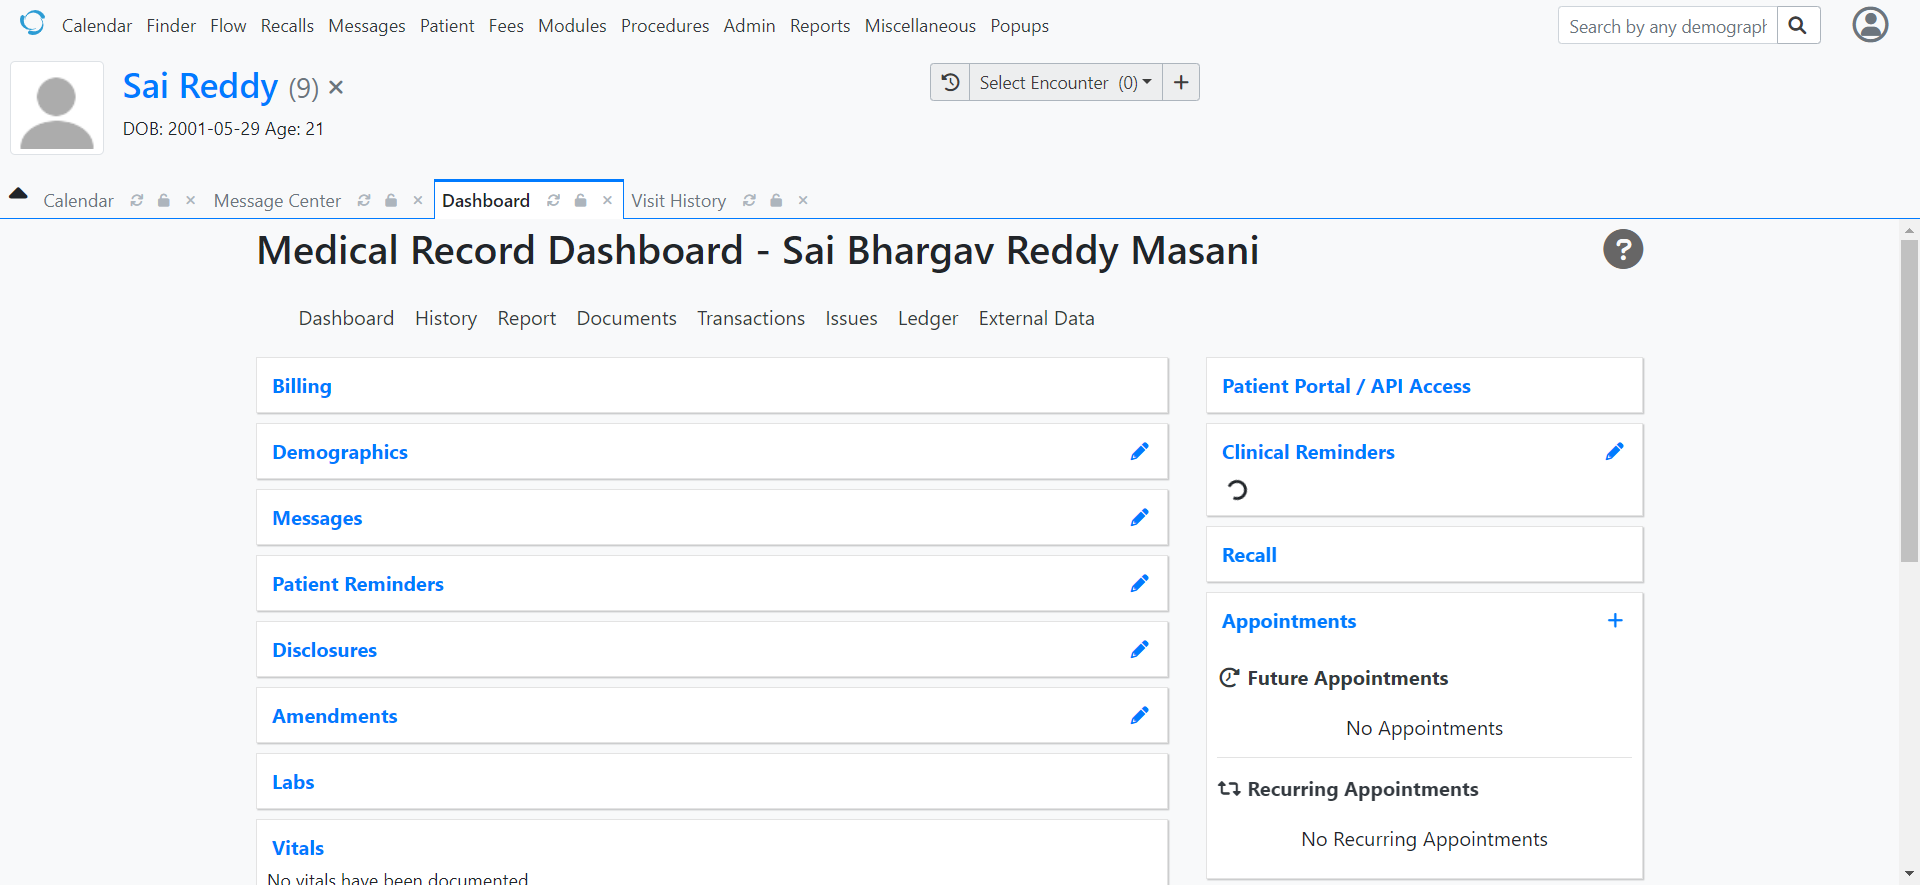 Calendar Finder Flow Recalls Messages Patient Fees Modules Procedures Admin Reports Miscellaneous Popups
Search by any demograph
Sai Reddy (9)
DOB: 2001-05-29 Age: 21
Select Encounter (0)
Calendar Message Center Dashboard Visit History
Medical Record Dashboard - Sai Bhargav Reddy Masani
?
Dashboard History Report Documents Transactions Issues Ledger External Data
Billing
Demographics
Messages
Patient Reminders
Disclosures
Amendments
Labs
Vitals
No vitals have been documented
Patient Portal / API Access
Clinical Reminders
Recall
Appointments
Future Appointments
No Appointments
Recurring Appointments
No Recurring Appointments